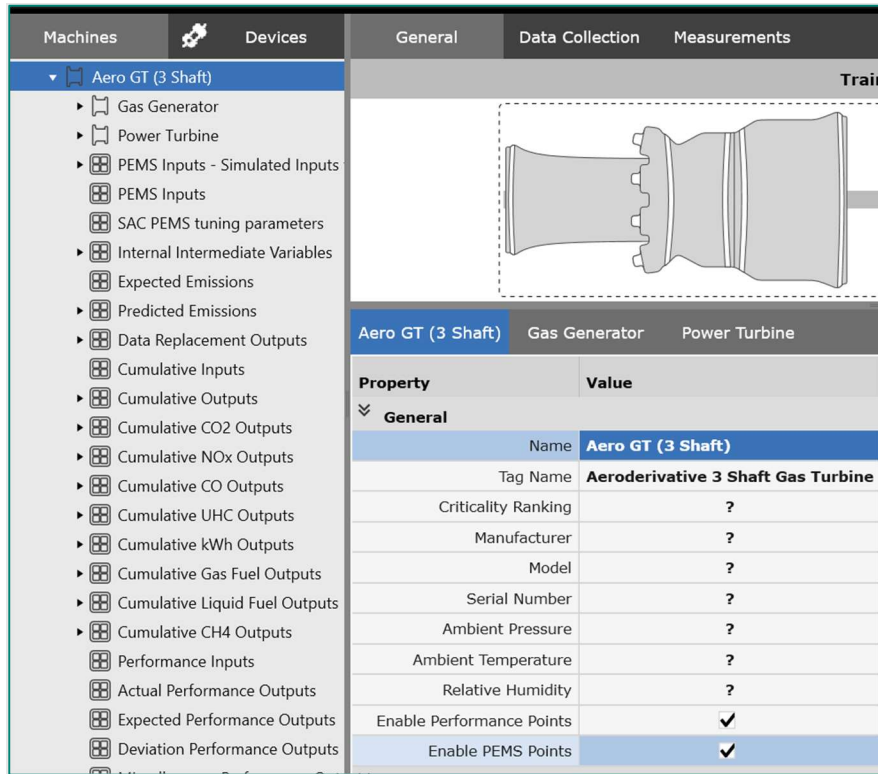 Machines
Devices
General
Data Collection
Measurements
Aero GT (3 Shaft)
Gas Generator
Power Turbine
PEMS Inputs - Simulated Inputs
PEMS Inputs
SAC PEMS tuning parameters
Internal Intermediate Variables
Expected Emissions
Predicted Emissions
Data Replacement Outputs
Cumulative Inputs
Cumulative Outputs
Cumulative CO2 Outputs
Cumulative NOx Outputs
Cumulative CO Outputs
Cumulative UHC Outputs
Cumulative kWh Outputs
Cumulative Gas Fuel Outputs
Cumulative Liquid Fuel Outputs
Cumulative CH4 Outputs
Performance Inputs
Actual Performance Outputs
Expected Performance Outputs
Deviation Performance Outputs
Aero GT (3 Shaft) Gas Generator Power Turbine
Property Value
General
Name Aero GT (3 Shaft)
Tag Name Aeroderivative 3 Shaft Gas Turbine
Criticality Ranking ?
Manufacturer ?
Model ?
Serial Number ?
Ambient Pressure ?
Ambient Temperature ?
Relative Humidity ?
Enable Performance Points
Enable PEMS Points